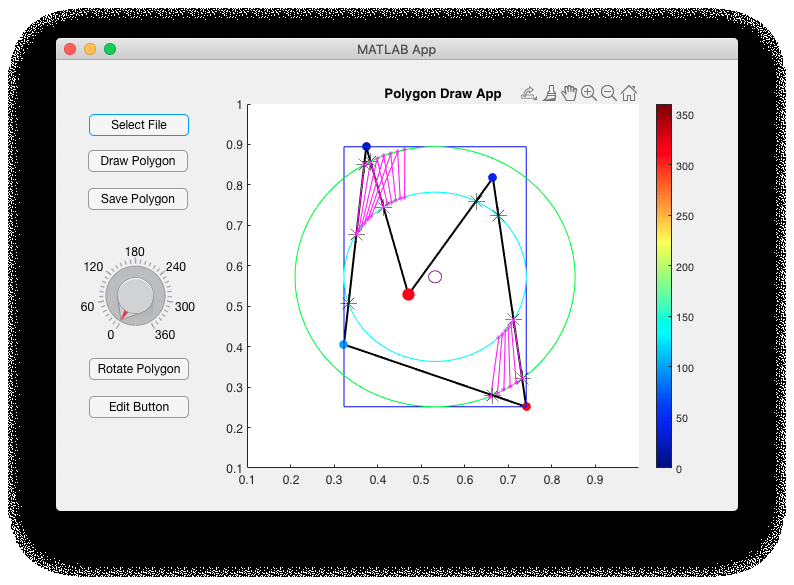 MATLAB App
Polygon Draw App
Select File
Draw Polygon
Save Polygon
180
120 240
60 300
0 360
Rotate Polygon
Edit Button
1
0.9
0.8
0.7
0.6
0.5
0.4
0.3
0.2
0.1
0.1 0.2 0.3 0.4 0.5 0.6 0.7 0.8 0.9
350
300
250
200
150
100
50
0